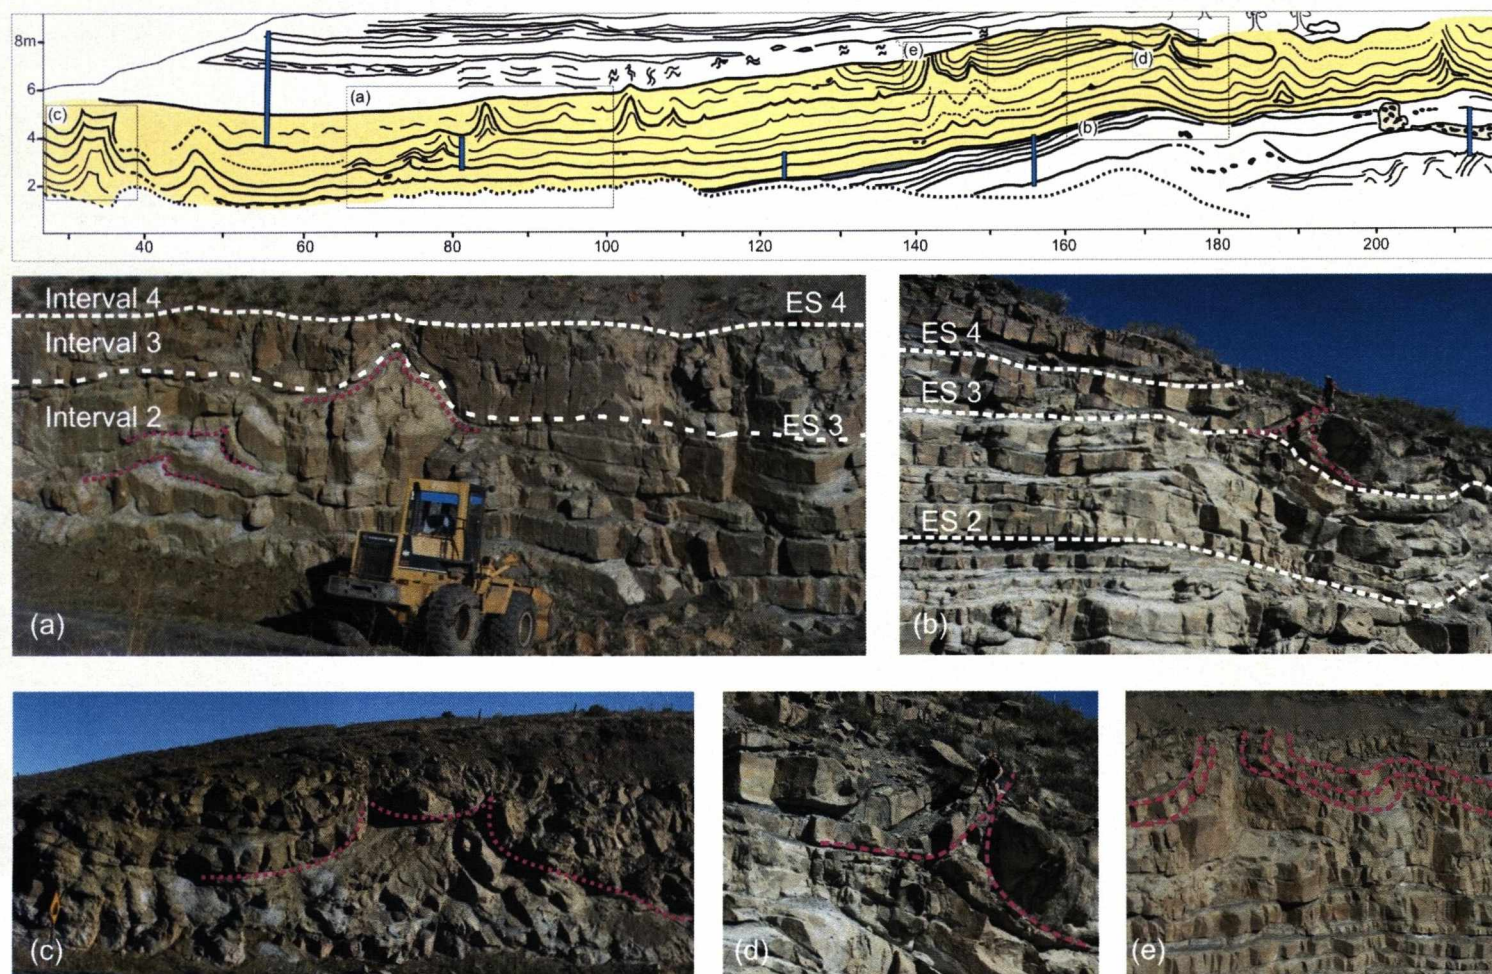 8m
6
4
2
(c)
(a)
(e)
(d)
(b)
40
60
80
100
120
140
160
180
200
Interval 4
ES 4
Interval 3
Interval 2
ES 3
(a)
ES 4
ES 3
ES 2
(b)
(c)
(d)
(e)